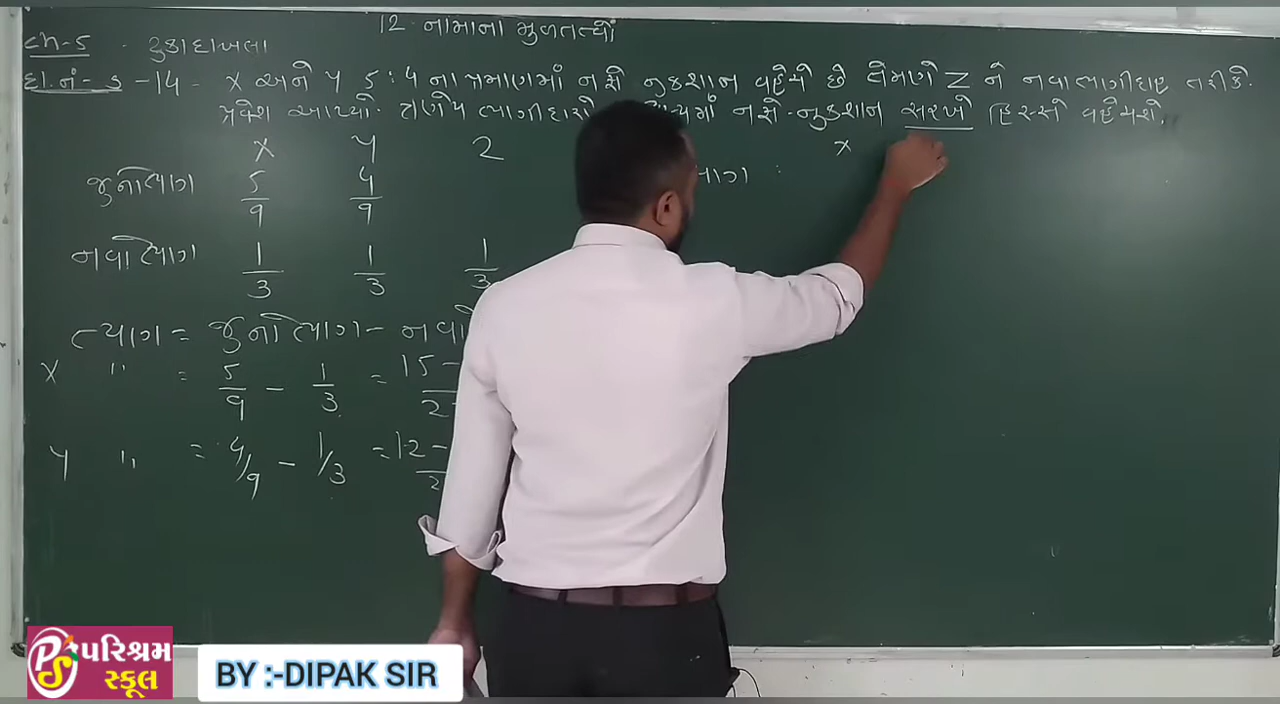 12 નામાના મુળતત્વો
ch-5 . ટુકાદાખલા
દા.નં- ૩ -14 - x અને y 5 : 4 ના પ્રમાણમાં નફો નુકશાન વહેંચે છે તેમણે Z ને નવા ભાગીદાર તરીકે.
પ્રવેશ આપ્યો. ત્રણેય ભાગીદારો નફો-નુકશાન સરખે હિસ્સે વહેંચશે.
x y 2
જુનોભાગ 5/9 4/9
નવોભાગ 1/3 1/3 1/3
ત્યાગ = જુનોભાગ - નવો
x " = 5/9 - 1/3 = 15 -
y " = 4/9 - 1/3 = 12 -
ભાગ : x
પરિશ્રમ
સ્કૂલ
BY :-DIPAK SIR